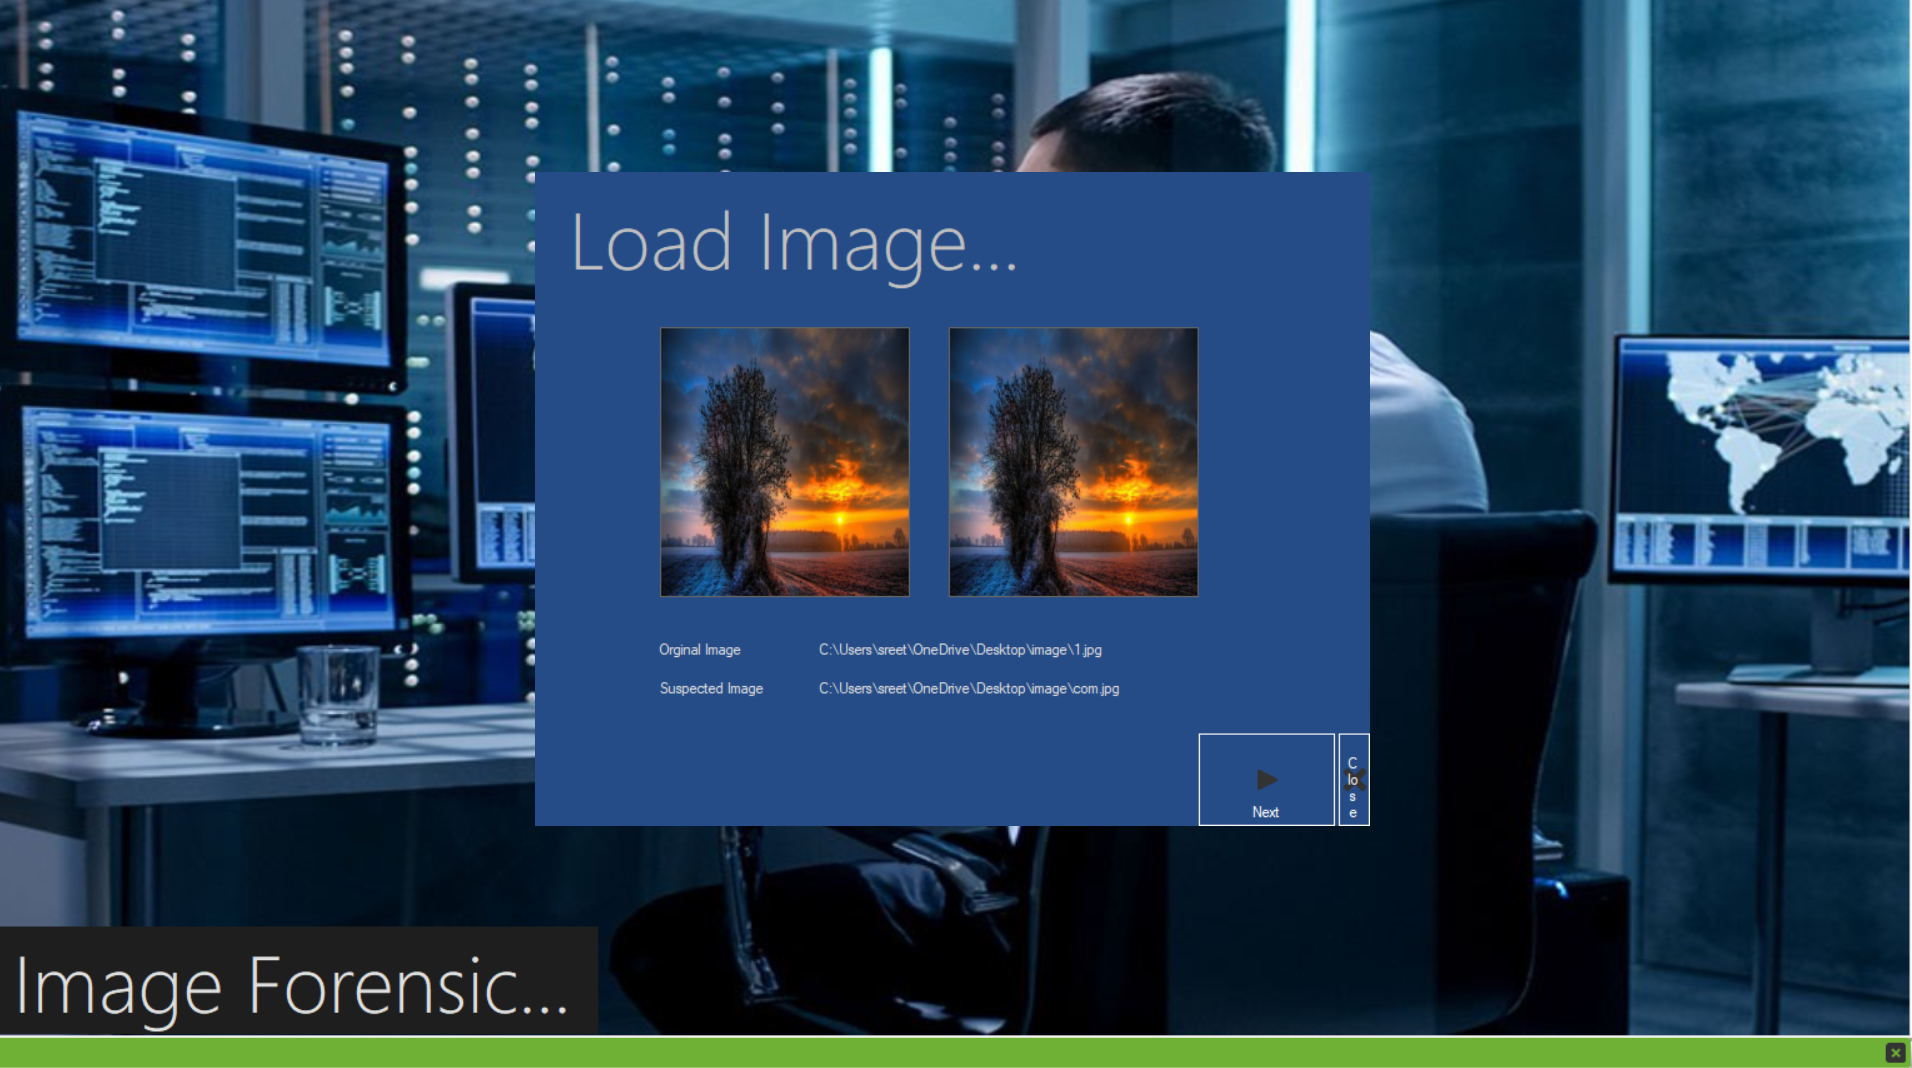 Load Image...
Orginal Image C:\Users\sreet\OneDrive\Desktop\image\1.jpg
Suspected Image C:\Users\sreet\OneDrive\Desktop\image\com.jpg
Next
Close
Image Forensic...